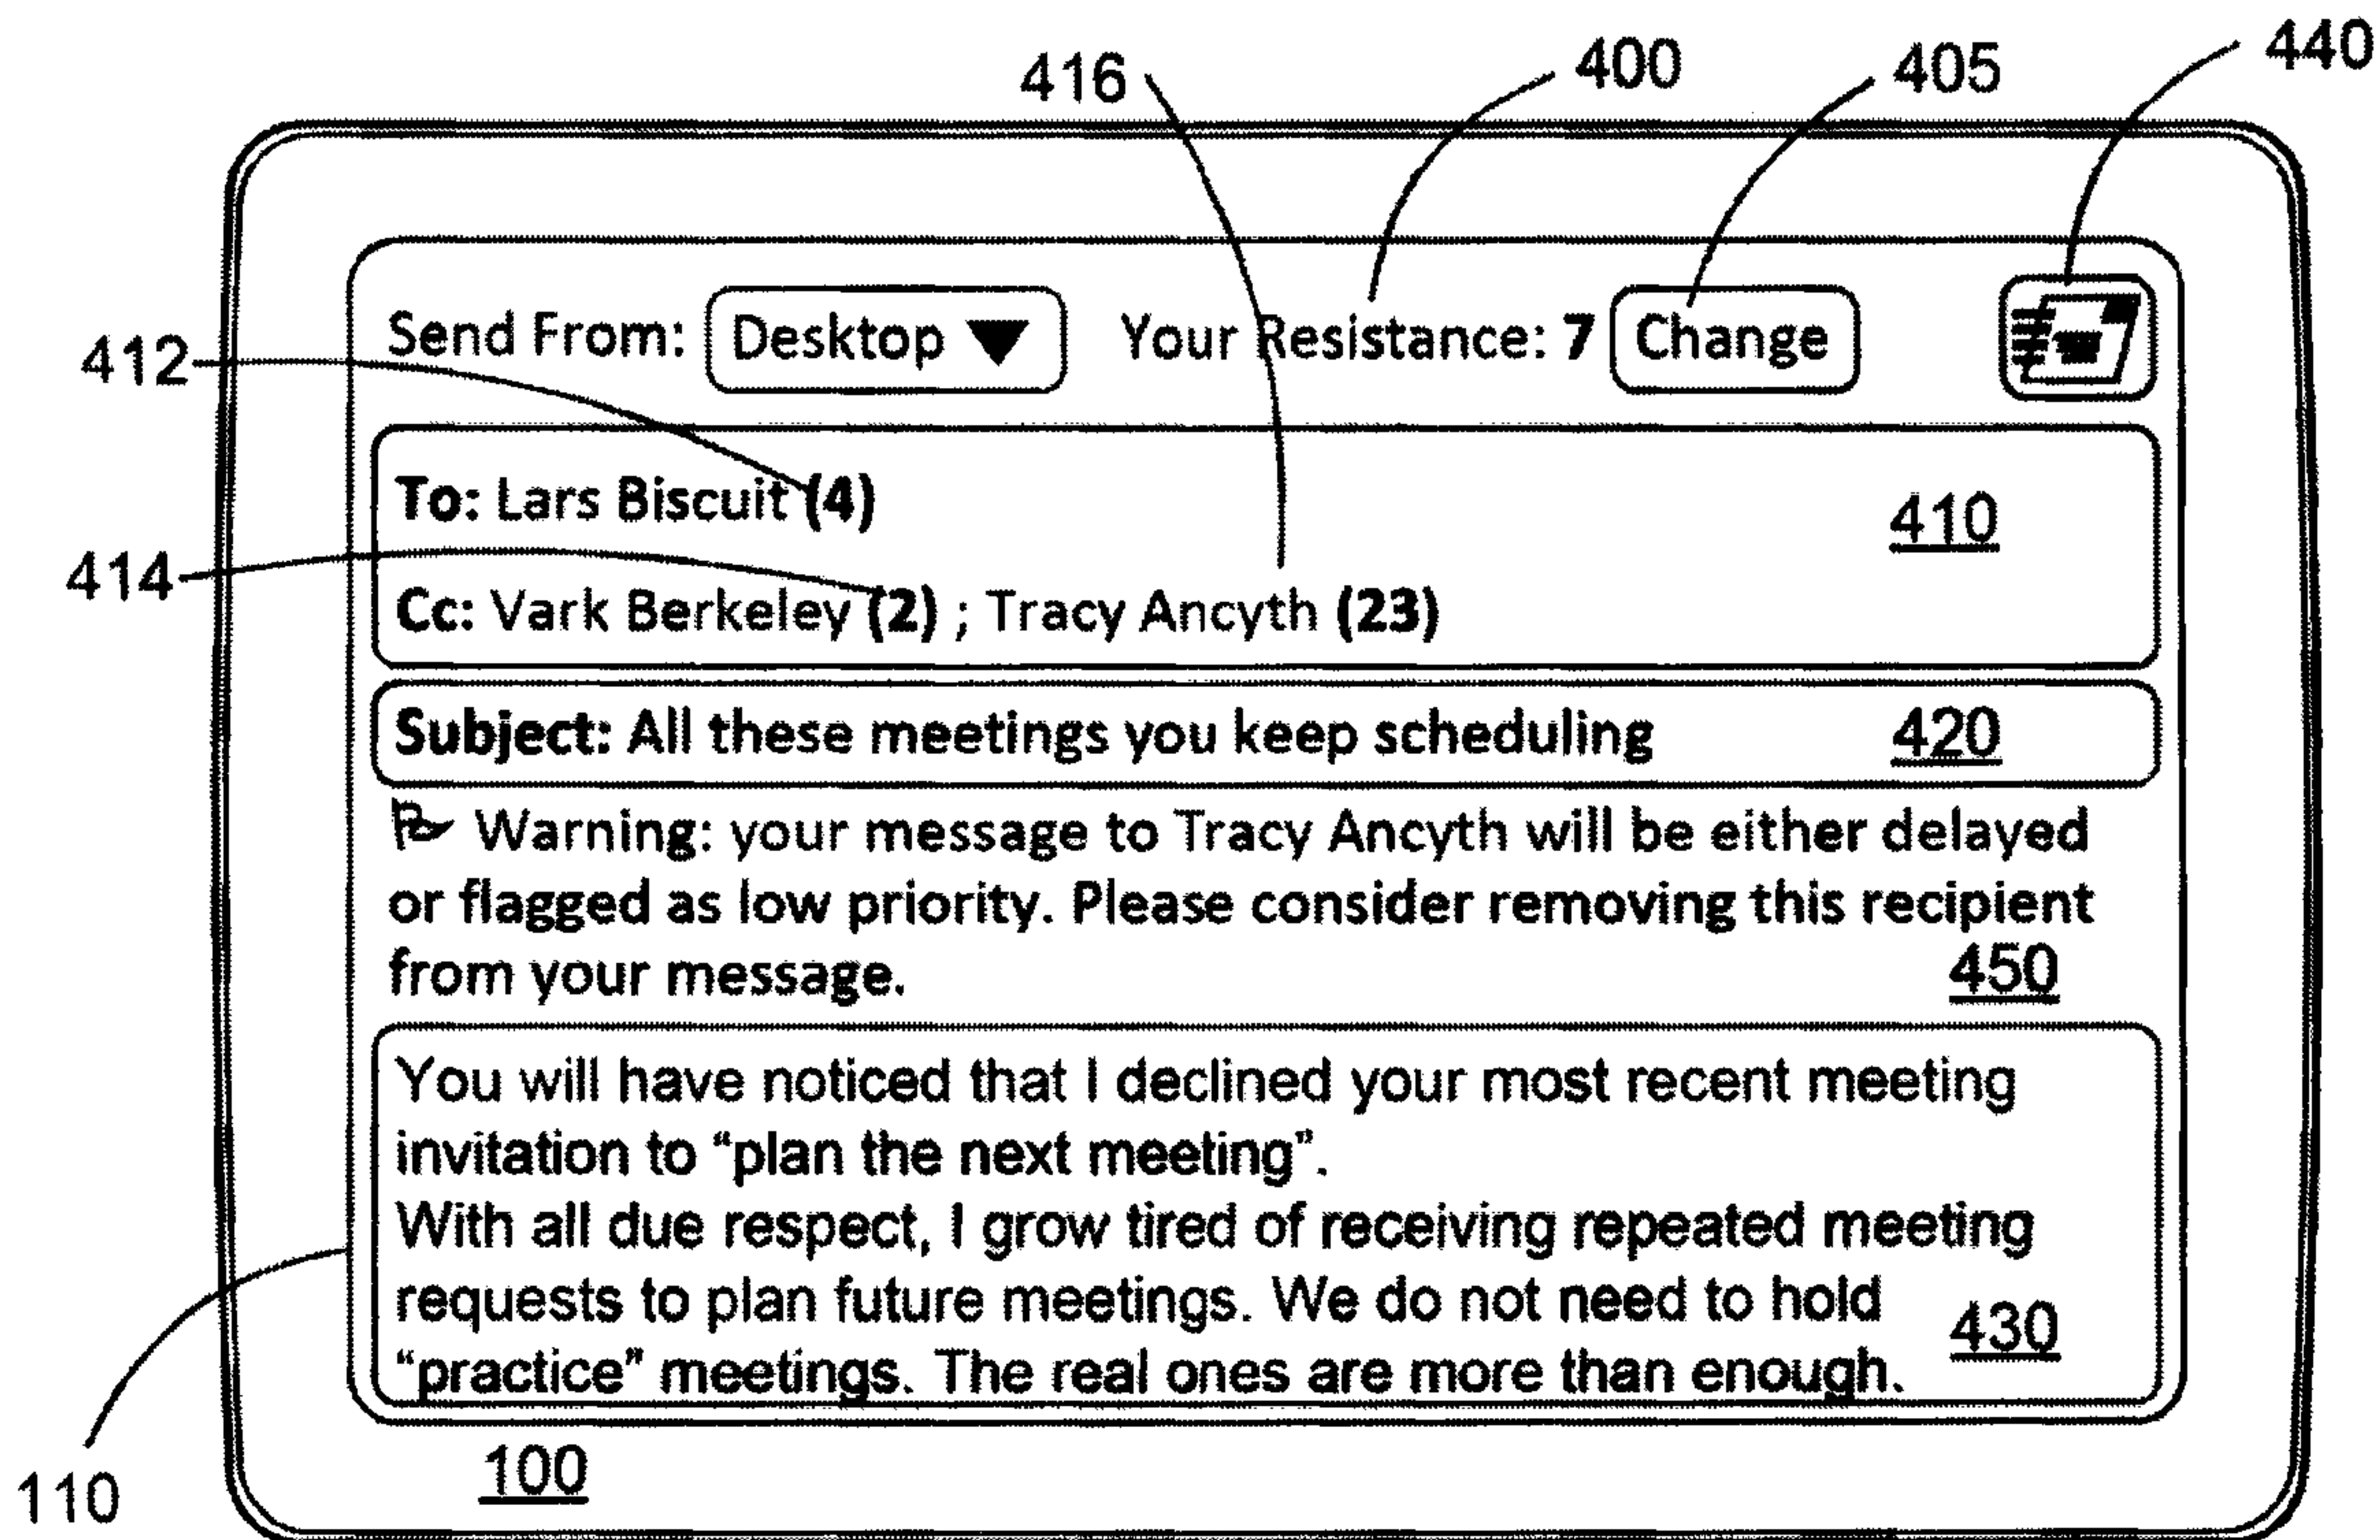 416
400
405
440
Send From: Desktop Your Resistance: 7 Change
412
To: Lars Biscuit (4)
410
414
Cc: Vark Berkeley (2) ; Tracy Ancyth (23)
Subject: All these meetings you keep scheduling 420
Warning: your message to Tracy Ancyth will be either delayed
or flagged as low priority. Please consider removing this recipient
from your message.
450
You will have noticed that I declined your most recent meeting
invitation to “plan the next meeting”.
With all due respect, I grow tired of receiving repeated meeting
requests to plan future meetings. We do not need to hold
430
“practice” meetings. The real ones are more than enough.
100
110